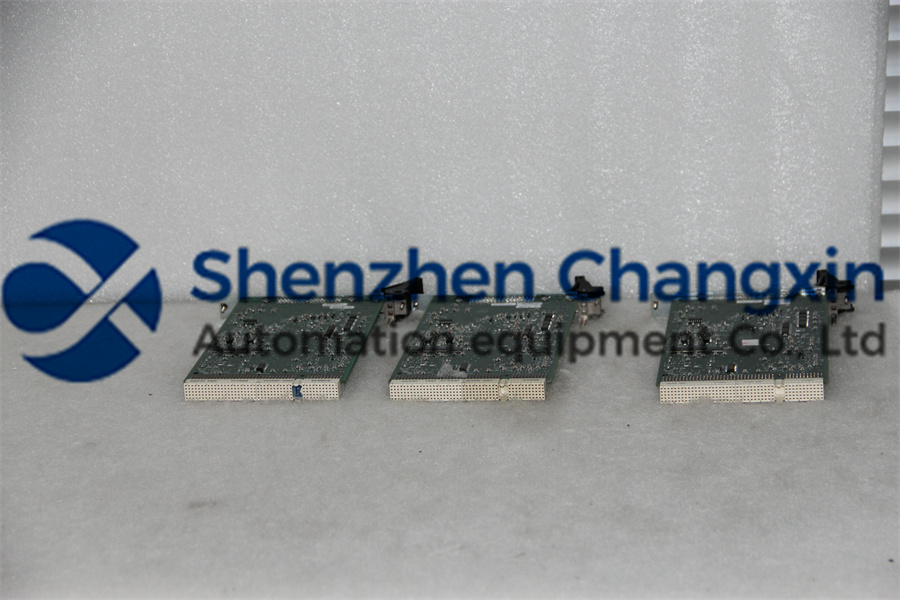 Shenzhen Changxin
Automation equipment Co., Ltd